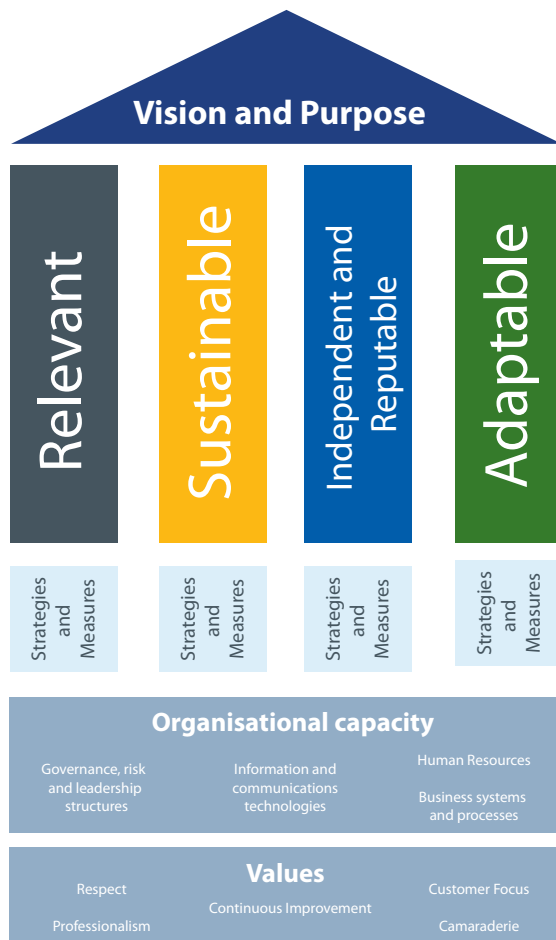 Vision and Purpose
Relevant
Sustainable
Independent and
Reputable
Adaptable
Strategies
and
Measures
Strategies
and
Measures
Strategies
and
Measures
Strategies
and
Measures
Organisational capacity
Governance, risk
and leadership
structures
Information and
communications
technologies
Human Resources
Business systems
and processes
Values
Respect
Professionalism
Continuous Improvement
Customer Focus
Camaraderie